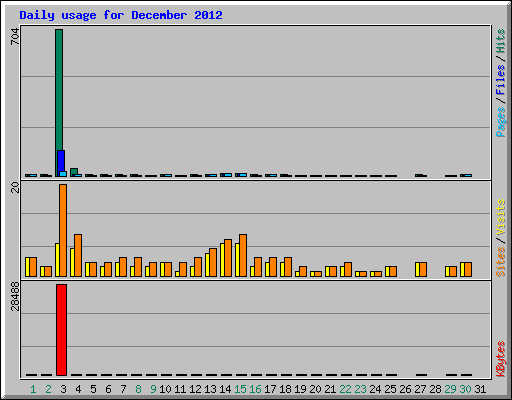 Daily usage for December 2012
704
20
28488
Pages / Files / Hits
Sites / Visits
KBytes
1 2 3 4 5 6 7 8 9 10 11 12 13 14 15 16 17 18 19 20 21 22 23 24 25 26 27 28 29 30 31